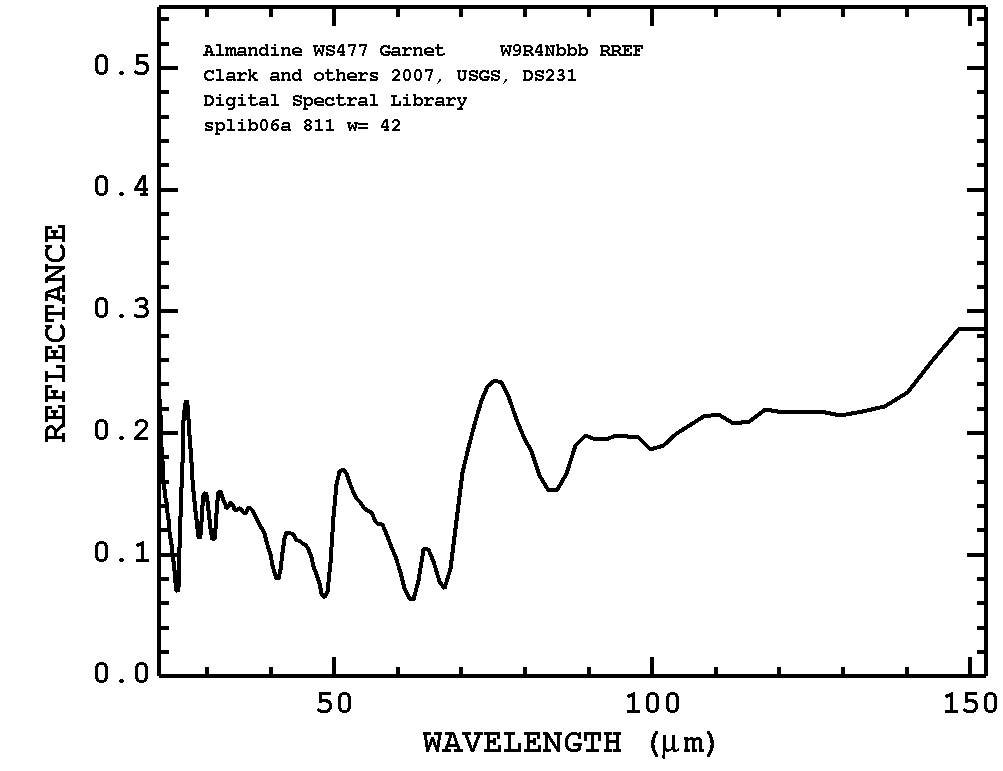 Almandine WS477 Garnet W9R4Nbbb RREF
Clark and others 2007, USGS, DS231
Digital Spectral Library
splib06a 811 w= 42
0.5
0.4
0.3
0.2
0.1
0.0
REFLECTANCE
50 100 150
WAVELENGTH (μm)